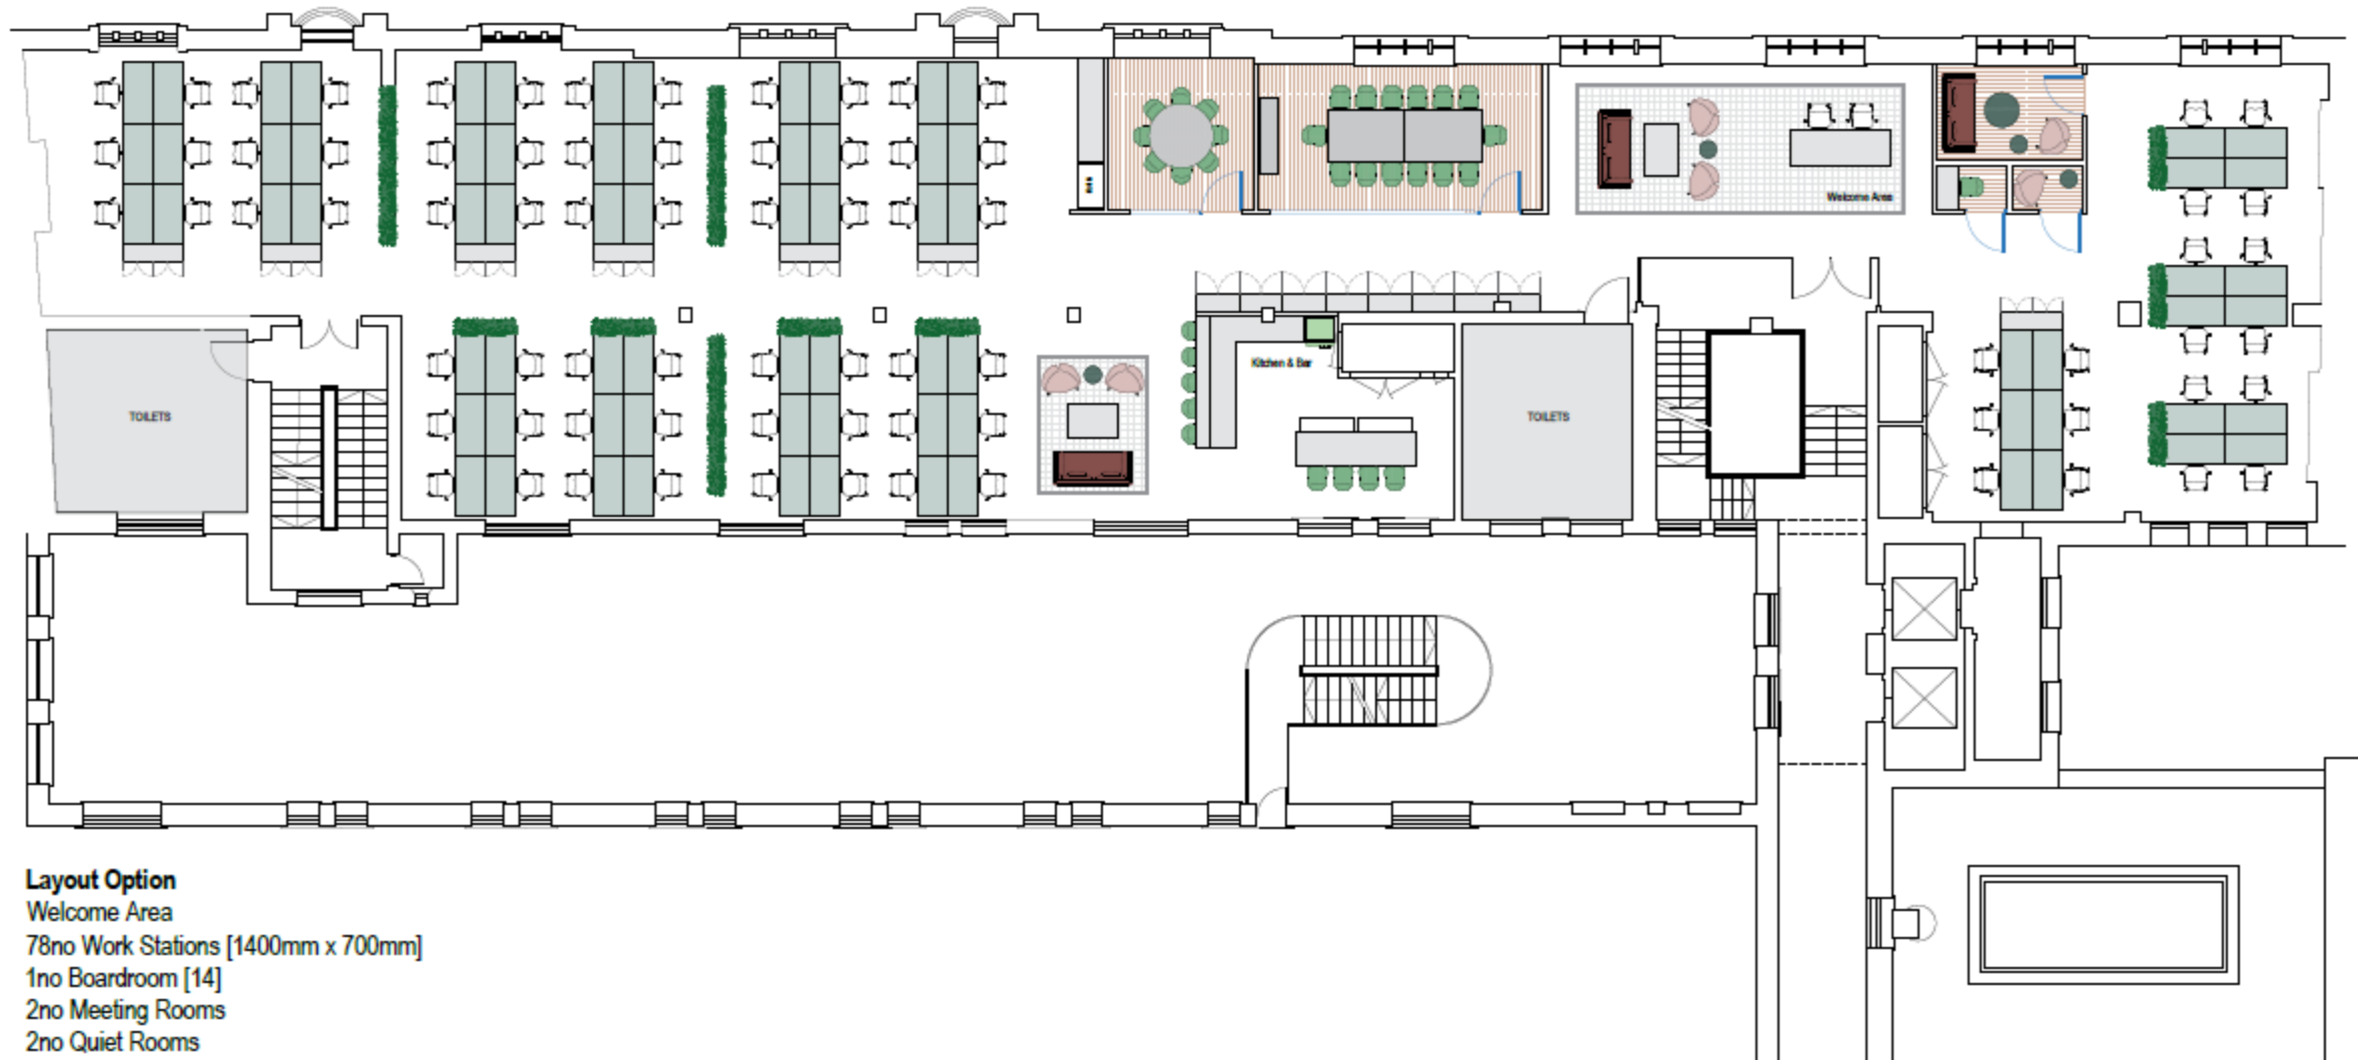 Welcome Area
Kitchen & Bar
TOILETS
TOILETS
Layout Option
Welcome Area
78no Work Stations [1400mm x 700mm]
1no Boardroom [14]
2no Meeting Rooms
2no Quiet Rooms